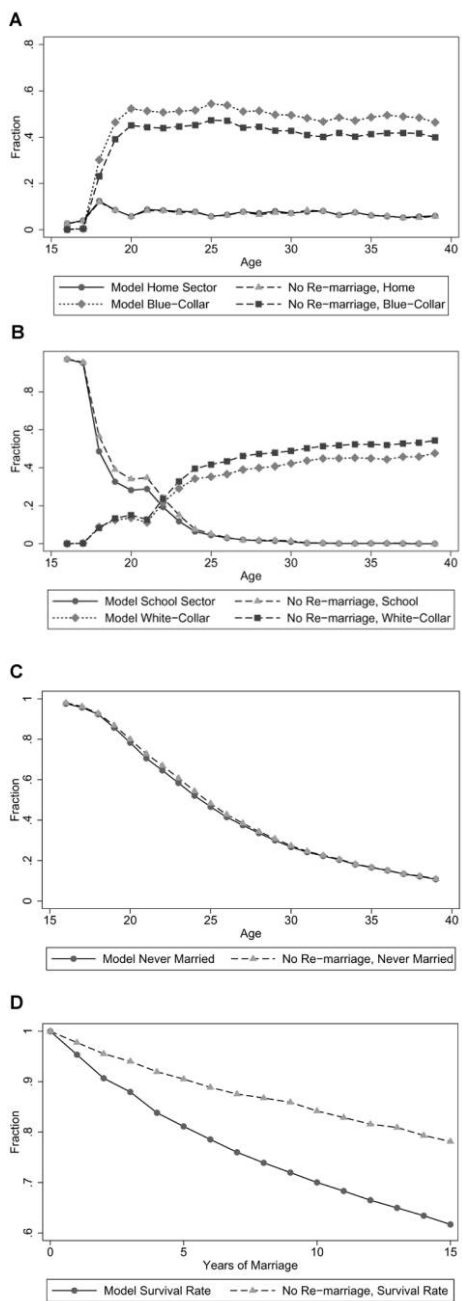 A
.8
.6
.4
.2
0
Fraction
15 20 25 30 35 40
Age
Model Home Sector No Re-marriage, Home
Model Blue-Collar No Re-marriage, Blue-Collar
B
.8
.6
.4
.2
0
Fraction
15 20 25 30 35 40
Age
Model School Sector No Re-marriage, School
Model White-Collar No Re-marriage, White-Collar
C
1
.8
.6
.4
.2
0
Fraction
15 20 25 30 35 40
Age
Model Never Married No Re-marriage, Never Married
D
1
.9
.8
.7
.6
Fraction
0 5 10 15
Years of Marriage
Model Survival Rate No Re-marriage, Survival Rate